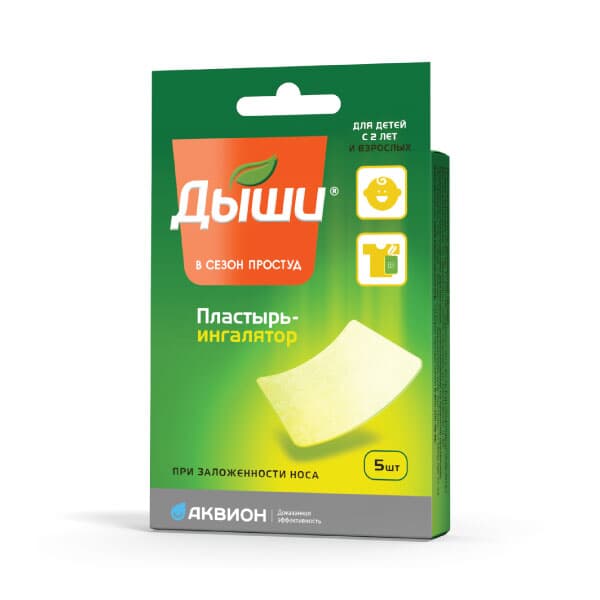 ДЛЯ ДЕТЕЙ
С 2 ЛЕТ
И ВЗРОСЛЫХ
Дыши®
В СЕЗОН ПРОСТУД
Пластырь-
ингалятор
ПРИ ЗАЛОЖЕННОСТИ НОСА
5шт
АКВИОН
Доказанная
эффективность